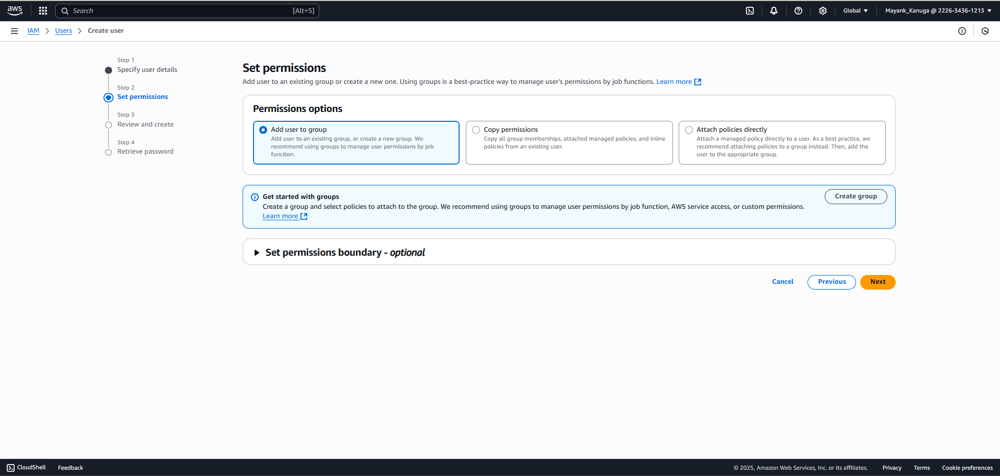 aws
Search [Alt+S]
Global
Mayank_Kanuga @ 2226-3436-1213
IAM
Users
Create user
Step 1
Specify user details
Step 2
Set permissions
Step 3
Review and create
Step 4
Retrieve password
Set permissions
Add user to an existing group or create a new one. Using groups is a best-practice way to manage user's permissions by job functions. Learn more
Permissions options
Add user to group
Add user to an existing group, or create a new group. We
recommend using groups to manage user permissions by job
function.
Copy permissions
Copy all group memberships, attached managed policies, and inline
policies from an existing user.
Attach policies directly
Attach a managed policy directly to a user. As a best practice, we
recommend attaching policies to a group instead. Then, add the
user to the appropriate group.
Get started with groups
Create a group and select policies to attach to the group. We recommend using groups to manage user permissions by job function, AWS service access, or custom permissions.
Learn more
Create group
Set permissions boundary - optional
Cancel
Previous
Next
CloudShell
Feedback
© 2025, Amazon Web Services, Inc. or its affiliates.
Privacy
Terms
Cookie preferences